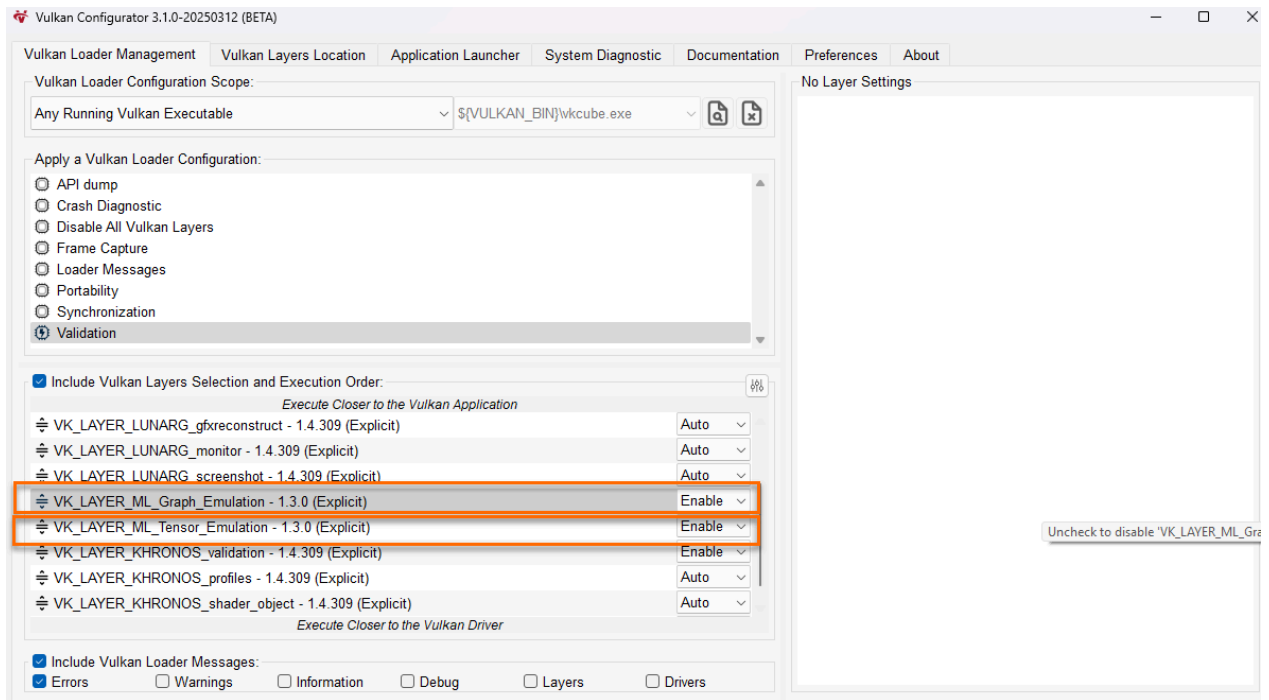 Vulkan Configurator 3.1.0-20250312 (BETA)
Vulkan Loader Management Vulkan Layers Location Application Launcher System Diagnostic Documentation Preferences About
Vulkan Loader Configuration Scope:
Any Running Vulkan Executable ${VULKAN_BIN}\vkcube.exe
Apply a Vulkan Loader Configuration:
API dump
Crash Diagnostic
Disable All Vulkan Layers
Frame Capture
Loader Messages
Portability
Synchronization
Validation
Include Vulkan Layers Selection and Execution Order:
Execute Closer to the Vulkan Application
VK_LAYER_LUNARG_gfxreconstruct - 1.4.309 (Explicit) Auto
VK_LAYER_LUNARG_monitor - 1.4.309 (Explicit) Auto
VK_LAYER_LUNARG_screenshot - 1.4.309 (Explicit) Auto
VK_LAYER_ML_Graph_Emulation - 1.3.0 (Explicit) Enable
VK_LAYER_ML_Tensor_Emulation - 1.3.0 (Explicit) Enable
VK_LAYER_KHRONOS_validation - 1.4.309 (Explicit) Enable
VK_LAYER_KHRONOS_profiles - 1.4.309 (Explicit) Auto
VK_LAYER_KHRONOS_shader_object - 1.4.309 (Explicit) Auto
Execute Closer to the Vulkan Driver
Include Vulkan Loader Messages:
Errors Warnings Information Debug Layers Drivers
No Layer Settings
Uncheck to disable 'VK_LAYER_ML_Gra